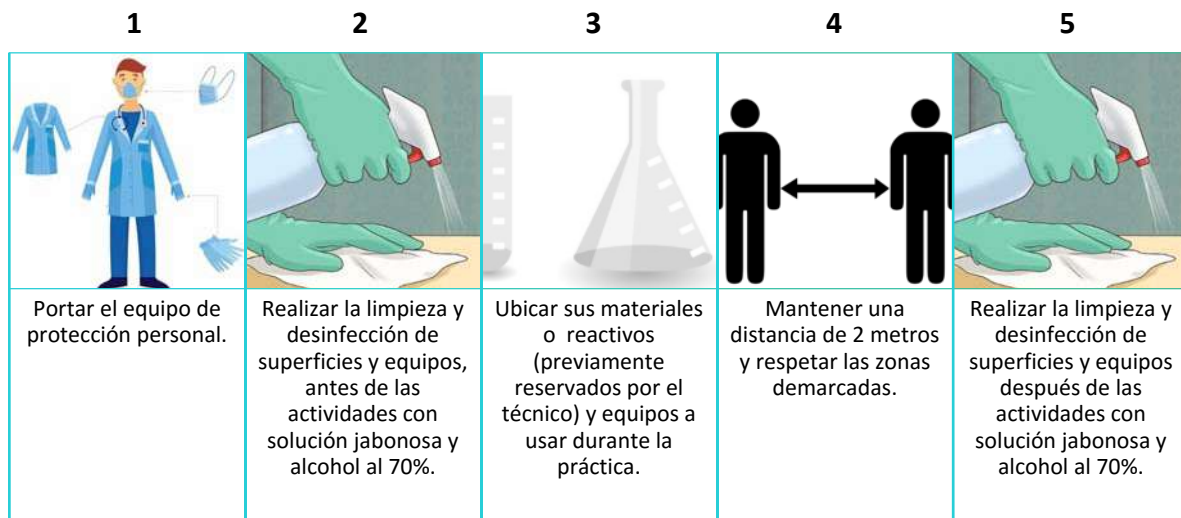 1
2
3
4
5
Portar el equipo de
protección personal.
Realizar la limpieza y
desinfección de
superficies y equipos,
antes de las
actividades con
solución jabonosa y
alcohol al 70%.
Ubicar sus materiales
o reactivos
(previamente
reservados por el
técnico) y equipos a
usar durante la
práctica.
Mantener una
distancia de 2 metros
y respetar las zonas
demarcadas.
Realizar la limpieza y
desinfección de
superficies y equipos
después de las
actividades con
solución jabonosa y
alcohol al 70%.